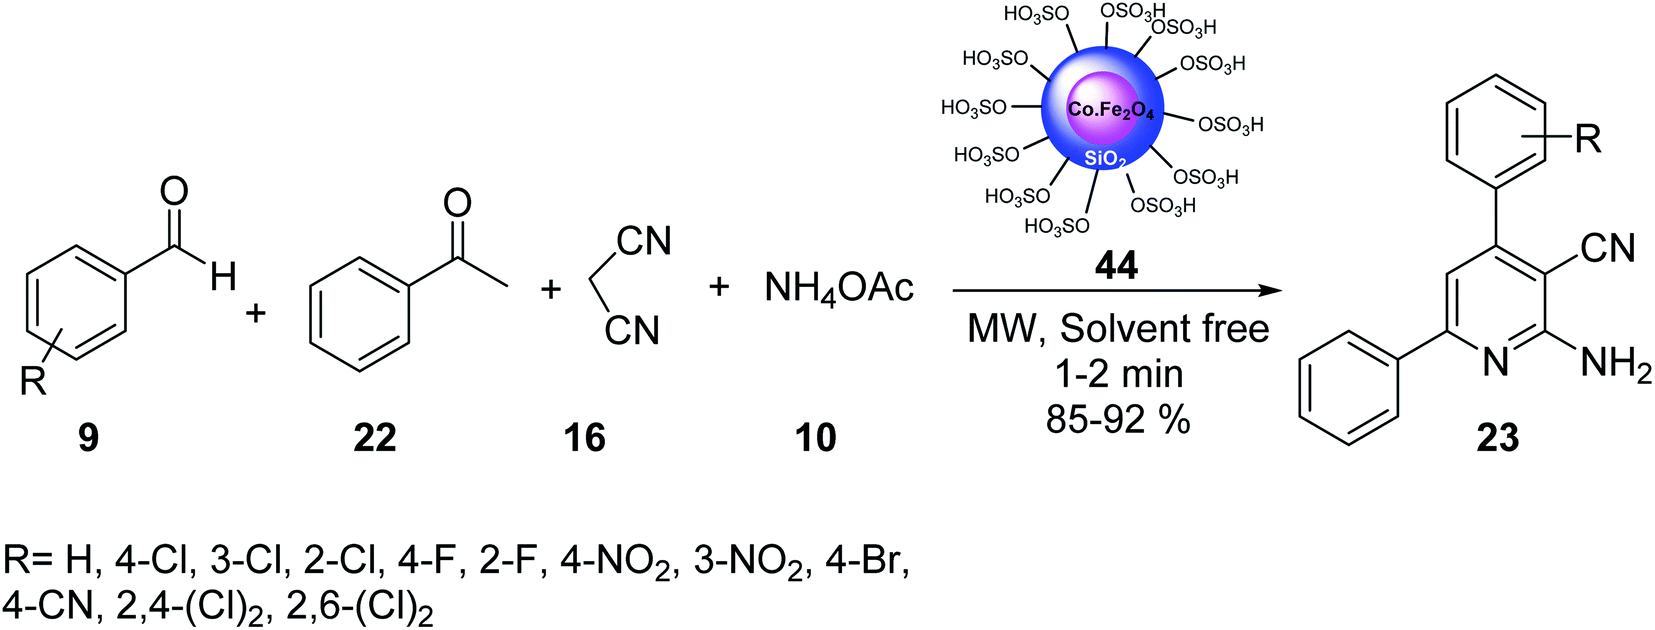 HO₃SO
OSO₃H
OSO₃H
HO₃SO
OSO₃H
HO₃SO
Co.Fe₂O₄
OSO₃H
HO₃SO
SiO₂
OSO₃H
HO₃SO
OSO₃H
HO₃SO
O
H
R
+
O
+
CN
CN
+
NH₄OAc
44
MW, Solvent free
1-2 min
85-92 %
R
CN
N
NH₂
9
22
16
10
23
R= H, 4-Cl, 3-Cl, 2-Cl, 4-F, 2-F, 4-NO₂, 3-NO₂, 4-Br,
4-CN, 2,4-(Cl)₂, 2,6-(Cl)₂